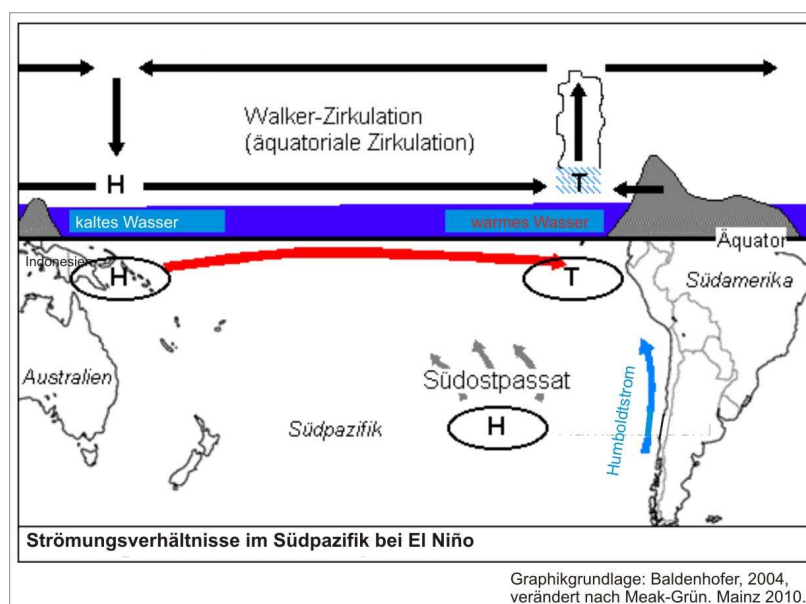 Walker-Zirkulation
(äquatoriale Zirkulation)
H
T
kaltes Wasser
warmes Wasser
Äquator
Indonesien
H
T
Südamerika
Australien
Südostpassat
Südpazifik
H
Humboldtstrom
Strömungsverhältnisse im Südpazifik bei El Niño
Graphikgrundlage: Baldenhofer, 2004,
verändert nach Meak-Grün. Mainz 2010.